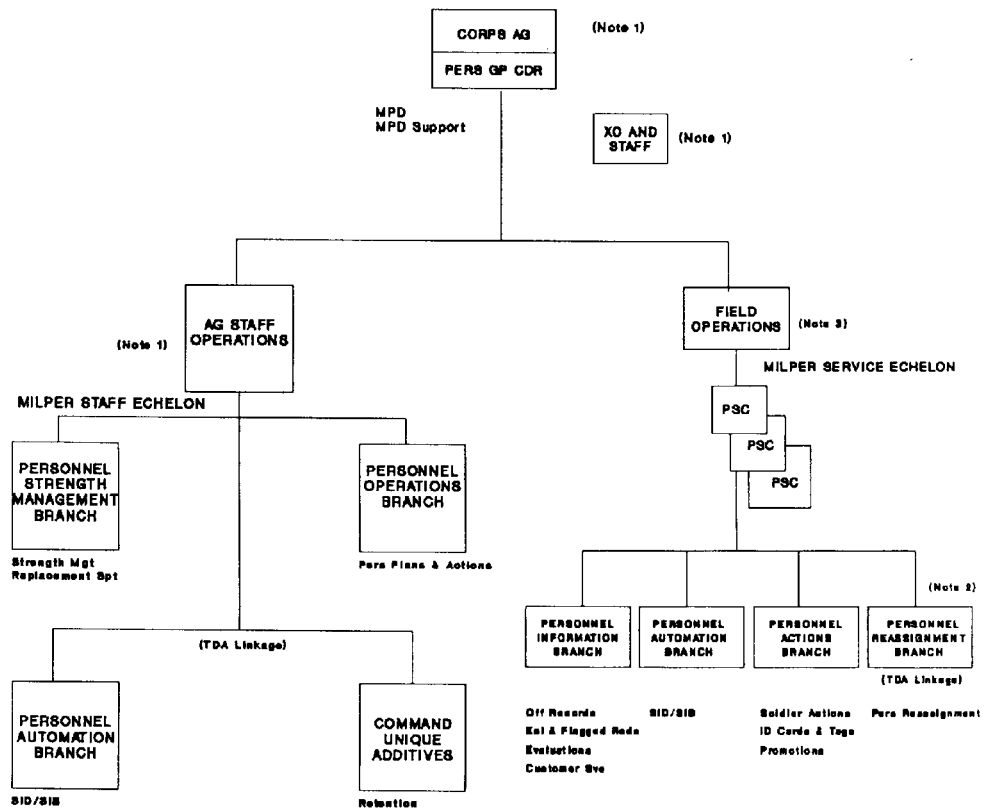 CORPS AG
(Note 1)
PERS GP CDR
MPD
MPD Support
XO AND
STAFF
(Note 1)
AG STAFF
OPERATIONS
(Note 1)
FIELD
OPERATIONS
(Note 3)
MILPER SERVICE ECHELON
MILPER STAFF ECHELON
PSC
PSC
PSC
PERSONNEL
STRENGTH
MANAGEMENT
BRANCH
Strength Mgt
Replacement Spt
PERSONNEL
OPERATIONS
BRANCH
Pers Plans & Actions
(Note 2)
PERSONNEL
INFORMATION
BRANCH
PERSONNEL
AUTOMATION
BRANCH
PERSONNEL
ACTIONS
BRANCH
PERSONNEL
REASSIGNMENT
BRANCH
(TDA Linkage)
(TDA Linkage)
Off Records
Enl & Flagged Rcds
Evaluations
Customer Svc
SID/SIB
Soldier Actions
ID Cards & Tags
Promotions
Pers Reassignment
PERSONNEL
AUTOMATION
BRANCH
SID/SIB
COMMAND
UNIQUE
ADDITIVES
Retention